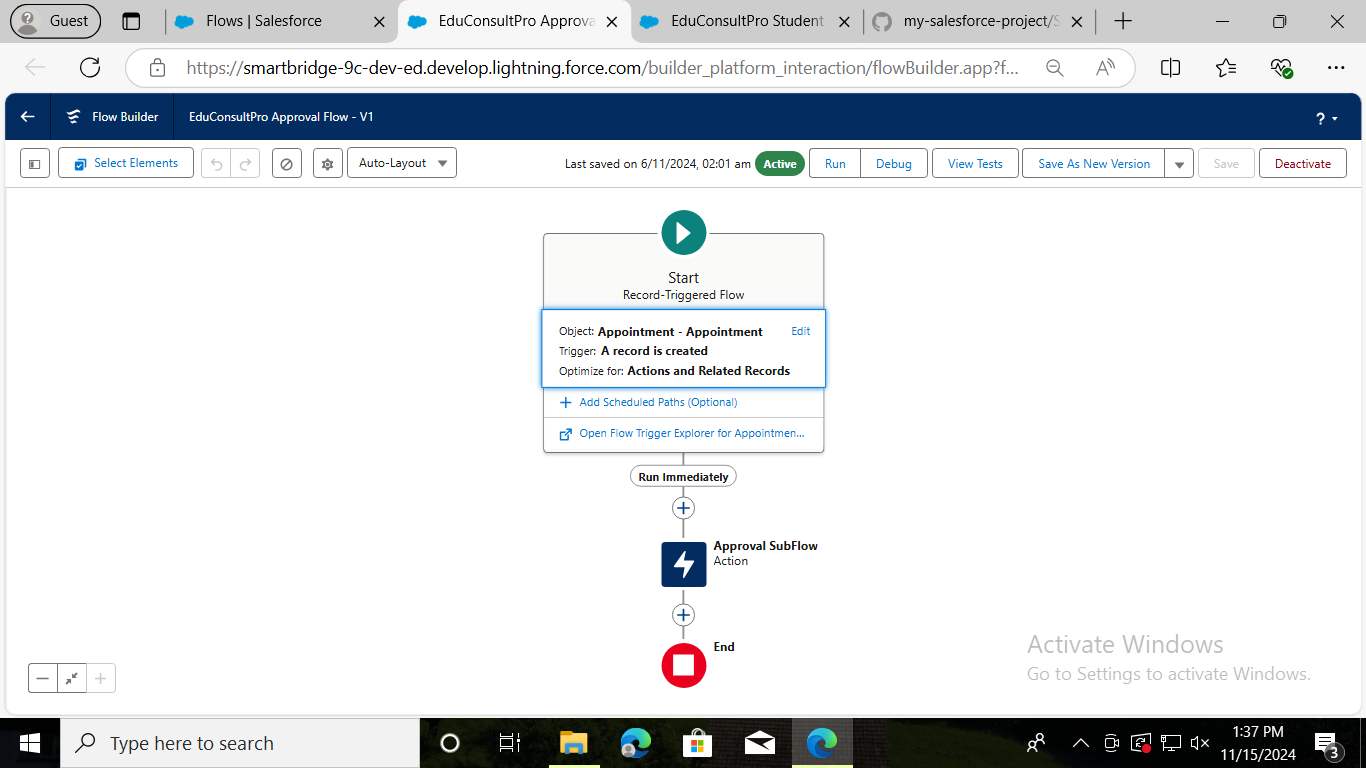 Guest
Flows | Salesforce
EduConsultPro Approva
EduConsultPro Student
my-salesforce-project/S
https://smartbridge-9c-dev-ed.develop.lightning.force.com/builder_platform_interaction/flowBuilder.app?f...
Flow Builder
EduConsultPro Approval Flow - V1
?
Select Elements
Auto-Layout
Last saved on 6/11/2024, 02:01 am
Active
Run
Debug
View Tests
Save As New Version
Save
Deactivate
Start
Record-Triggered Flow
Object: Appointment - Appointment
Edit
Trigger: A record is created
Optimize for: Actions and Related Records
Add Scheduled Paths (Optional)
Open Flow Trigger Explorer for Appointmen...
Run Immediately
Approval SubFlow
Action
End
Activate Windows
Go to Settings to activate Windows.
Type here to search
1:37 PM
11/15/2024
3